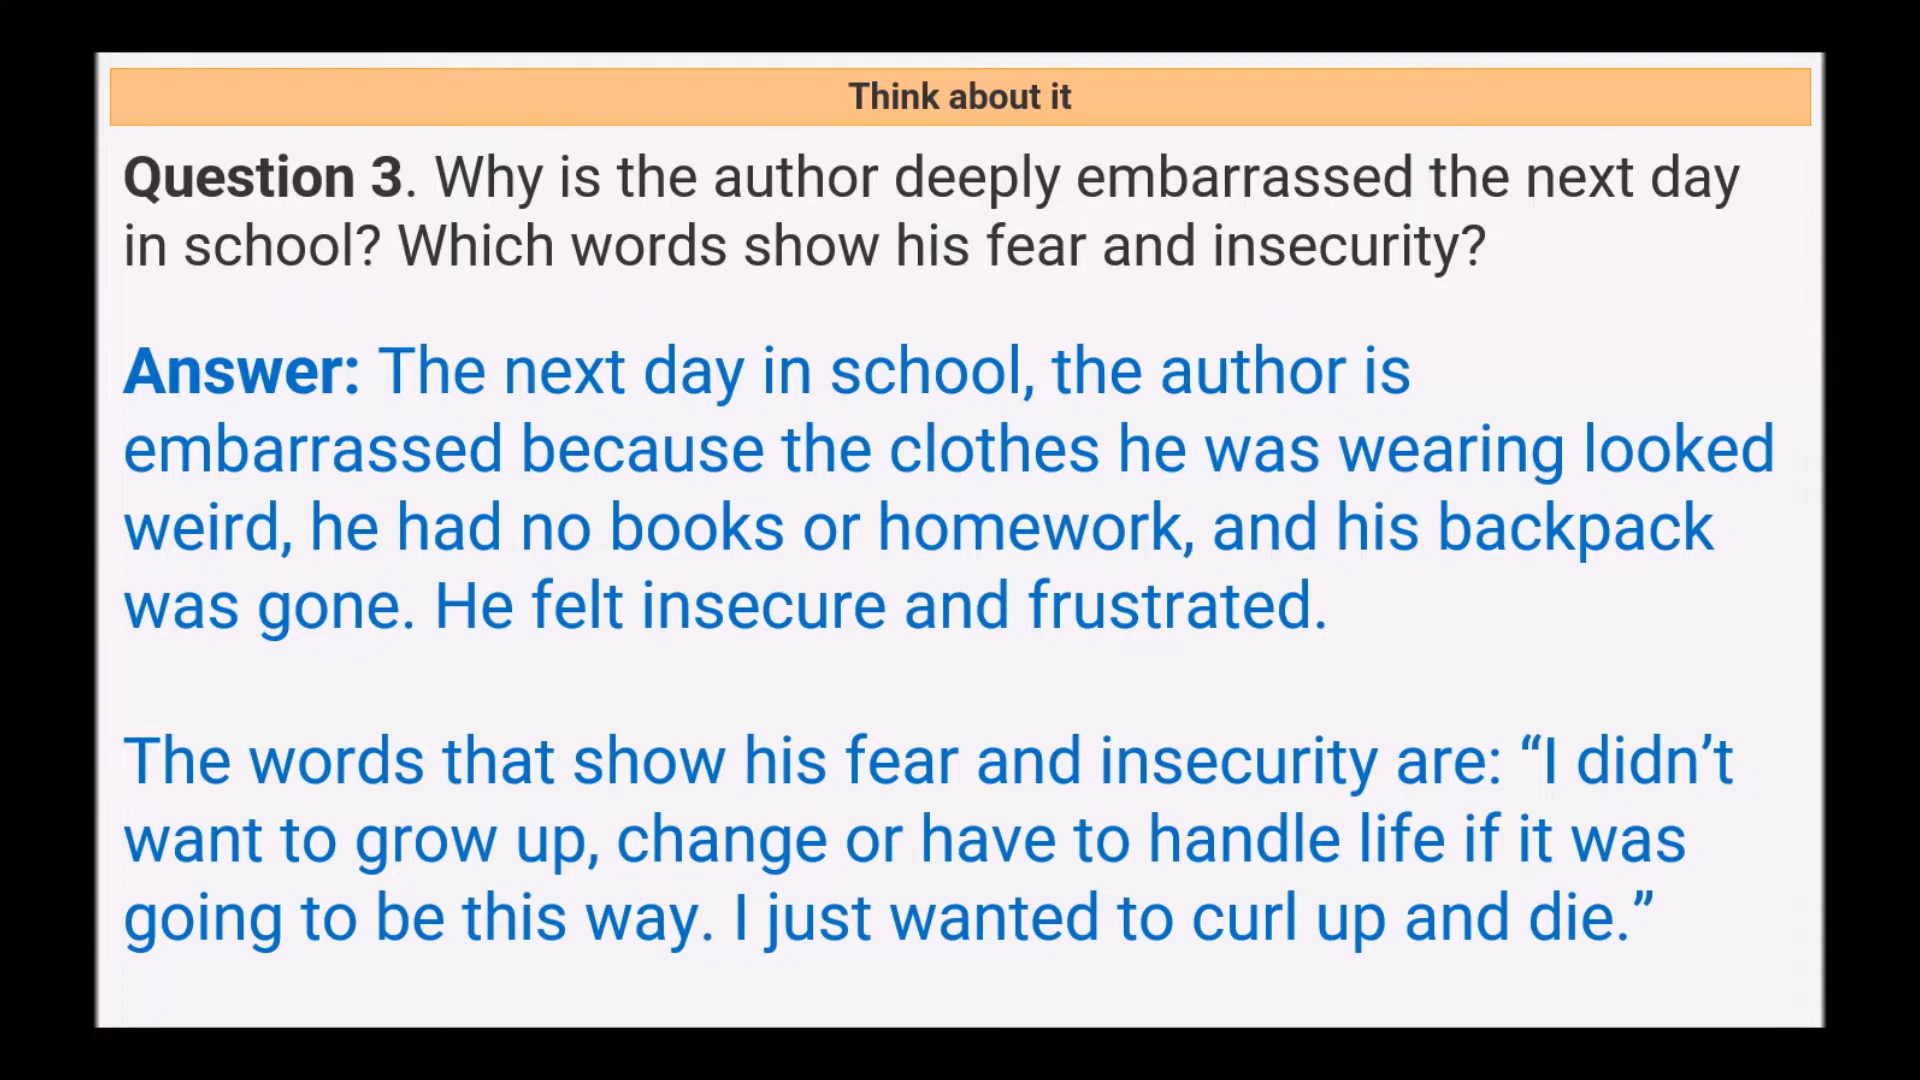 Think about it
Question 3. Why is the author deeply embarrassed the next day
in school? Which words show his fear and insecurity?
Answer: The next day in school, the author is
embarrassed because the clothes he was wearing looked
weird, he had no books or homework, and his backpack
was gone. He felt insecure and frustrated.
The words that show his fear and insecurity are: “I didn’t
want to grow up, change or have to handle life if it was
going to be this way. I just wanted to curl up and die.”